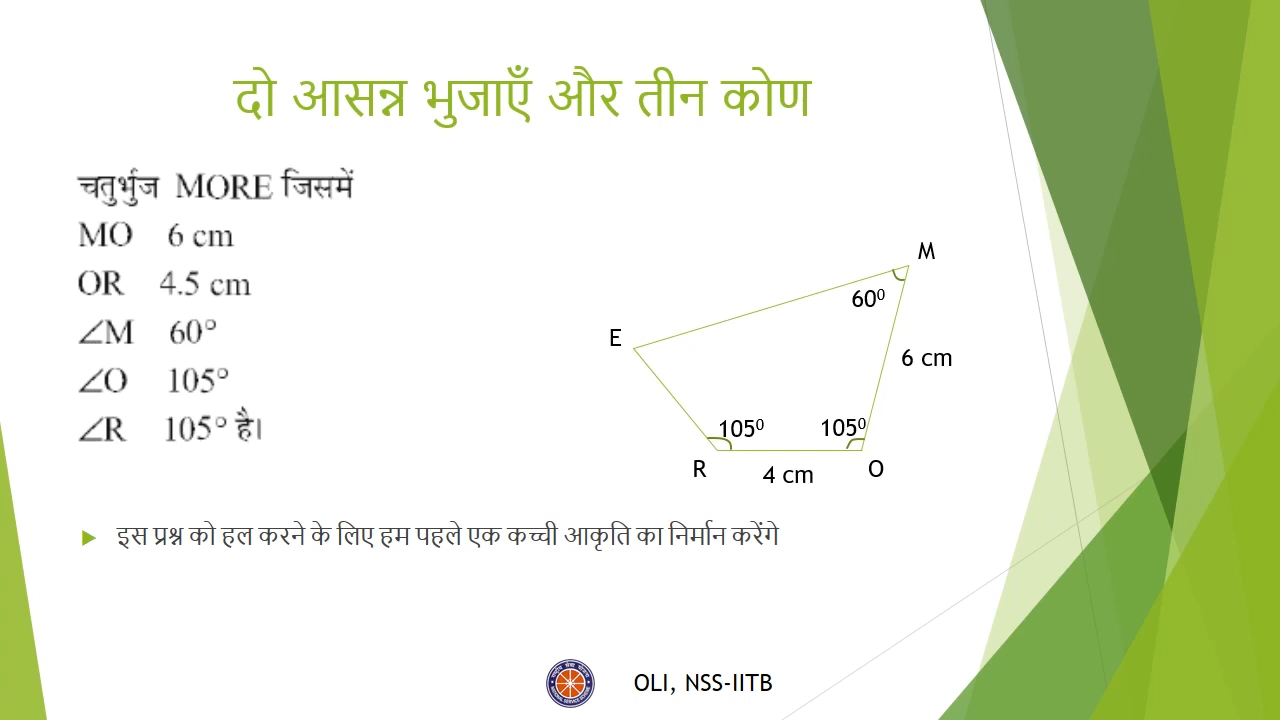 दो आसन्न भुजाएँ और तीन कोण
चतुर्भुज MORE जिसमें
MO 6 cm
OR 4.5 cm
∠M 60°
∠O 105°
∠R 105° है।
M
60⁰
E
6 cm
105⁰ 105⁰
R 4 cm O
इस प्रश्न को हल करने के लिए हम पहले एक कच्ची आकृति का निर्मान करेंगे
OLI, NSS-IITB